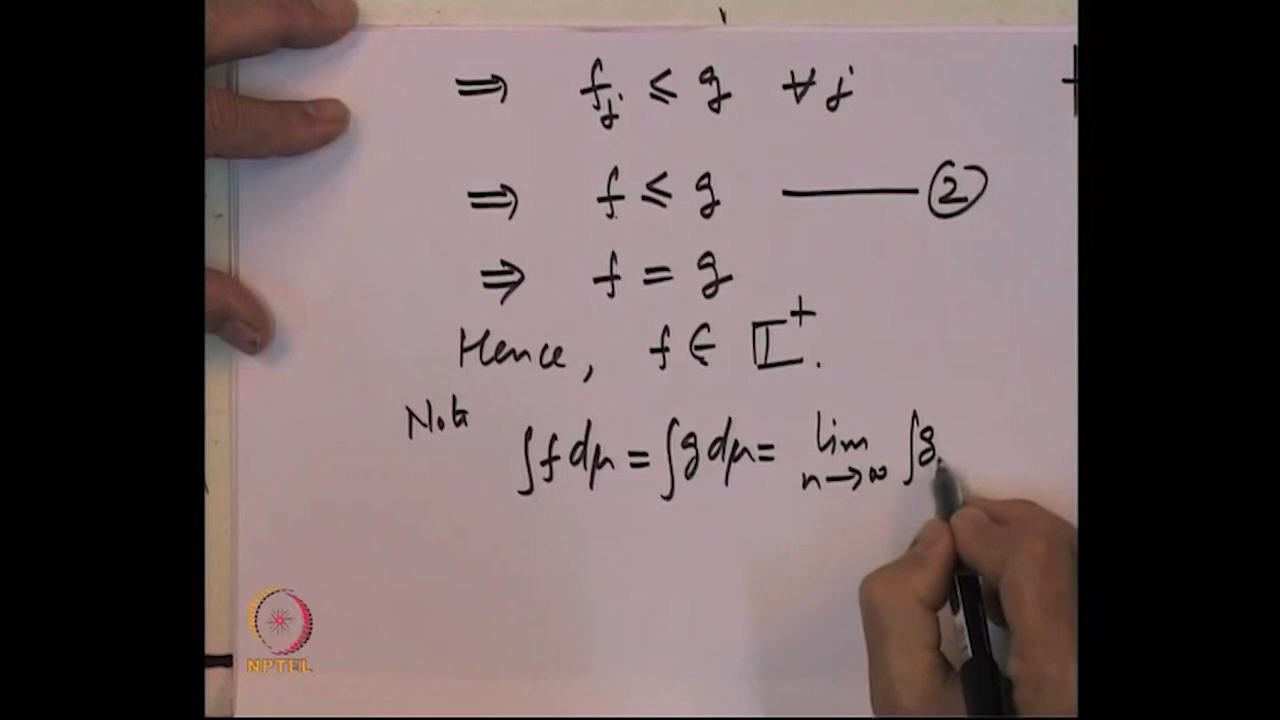 ⇒ f_j ≤ g ∀ j
⇒ f ≤ g —— ②
⇒ f = g
Hence, f ∈ 𝕃⁺.
Note ∫f dμ = ∫g dμ = lim_{n→∞} ∫g
NPTEL